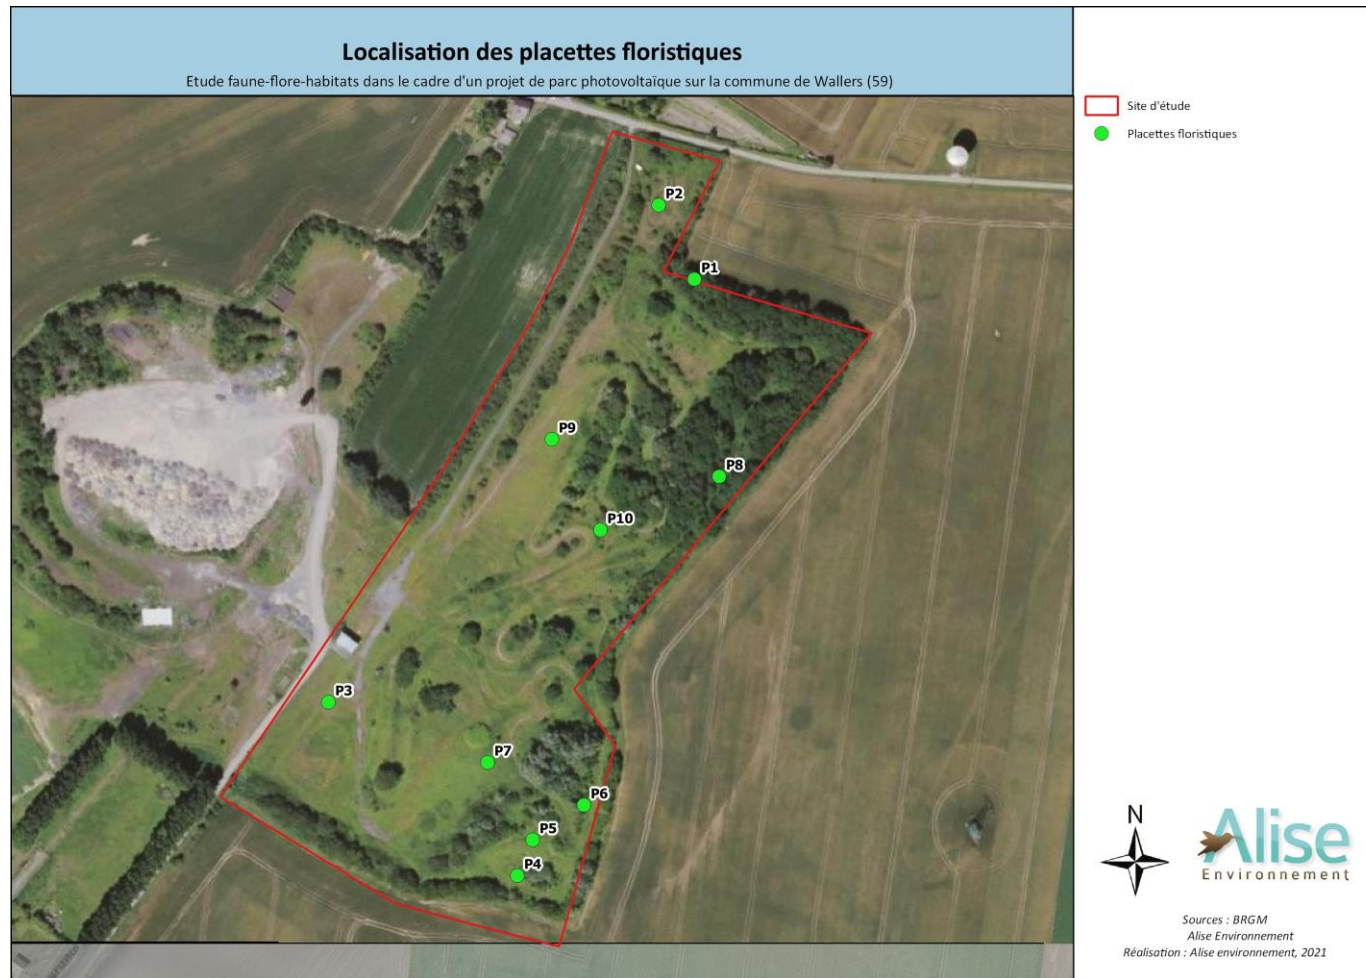 Localisation des placettes floristiques
Etude faune-flore-habitats dans le cadre d'un projet de parc photovoltaïque sur la commune de Wallers (59)
Site d'étude
Placettes floristiques
P2
P1
P9
P8
P10
P3
P7
P6
P5
P4
N
Alise
Environnement
Sources : BRGM
Alise Environnement
Réalisation : Alise environnement, 2021